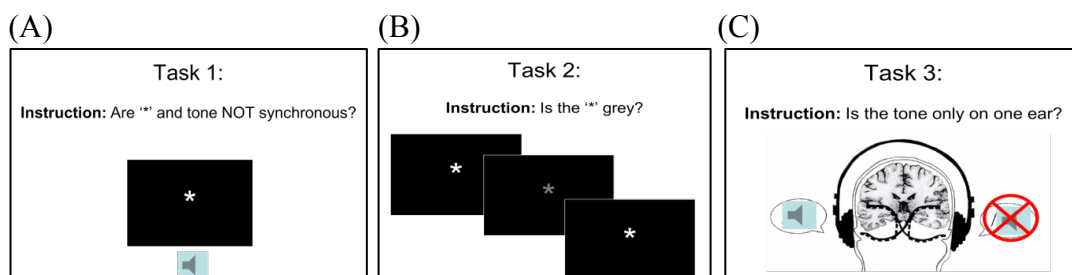 (A)
Task 1:
Instruction: Are '*' and tone NOT synchronous?
*
(B)
Task 2:
Instruction: Is the '*' grey?
*
*
*
(C)
Task 3:
Instruction: Is the tone only on one ear?